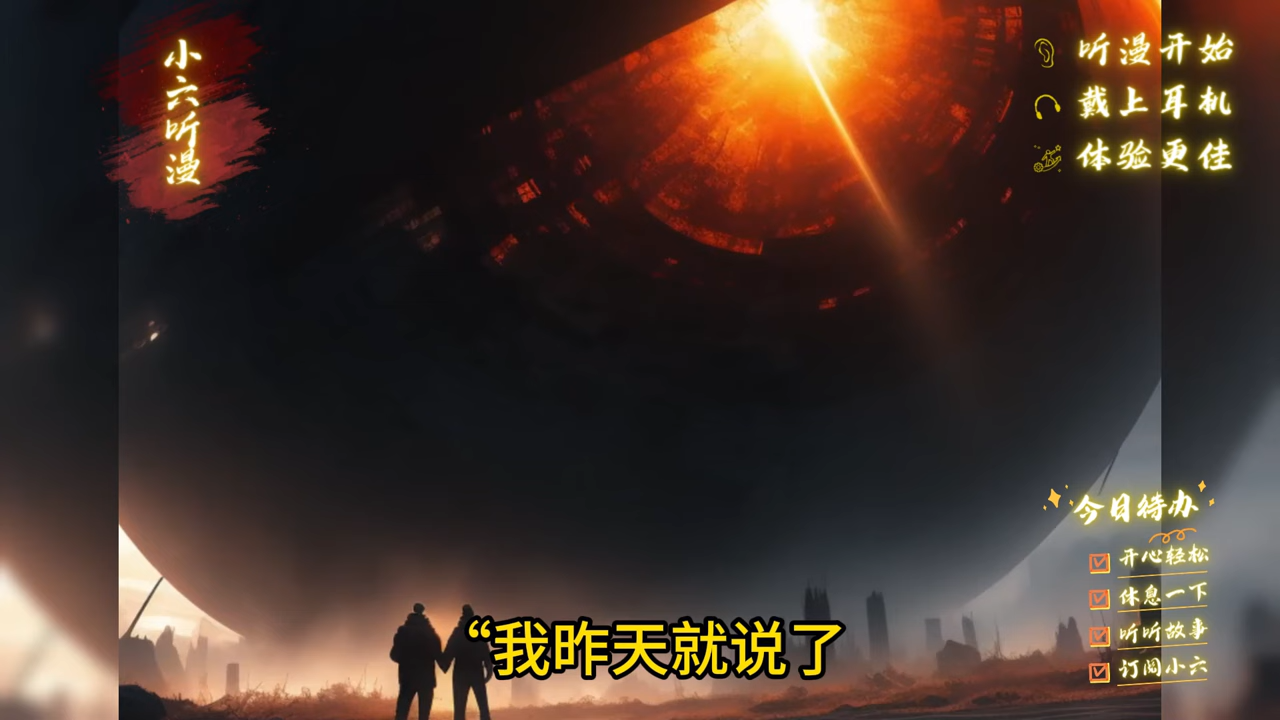 小六听漫
听漫开始
戴上耳机
体验更佳
今日待办
开心轻松
休息一下
听听故事
订阅小六
“我昨天就说了